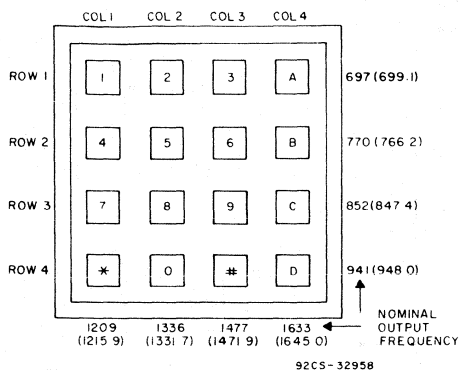 COL 1 COL 2 COL 3 COL 4
ROW 1 1 2 3 A 697(699.1)
ROW 2 4 5 6 B 770(766 2)
ROW 3 7 8 9 C 852(847 4)
ROW 4 * 0 # D 941(948 0)
1209 1336 1477 1633
(1215 9) (1331 7) (1471 9) (1645 0)
NOMINAL
OUTPUT
FREQUENCY
92CS-32958